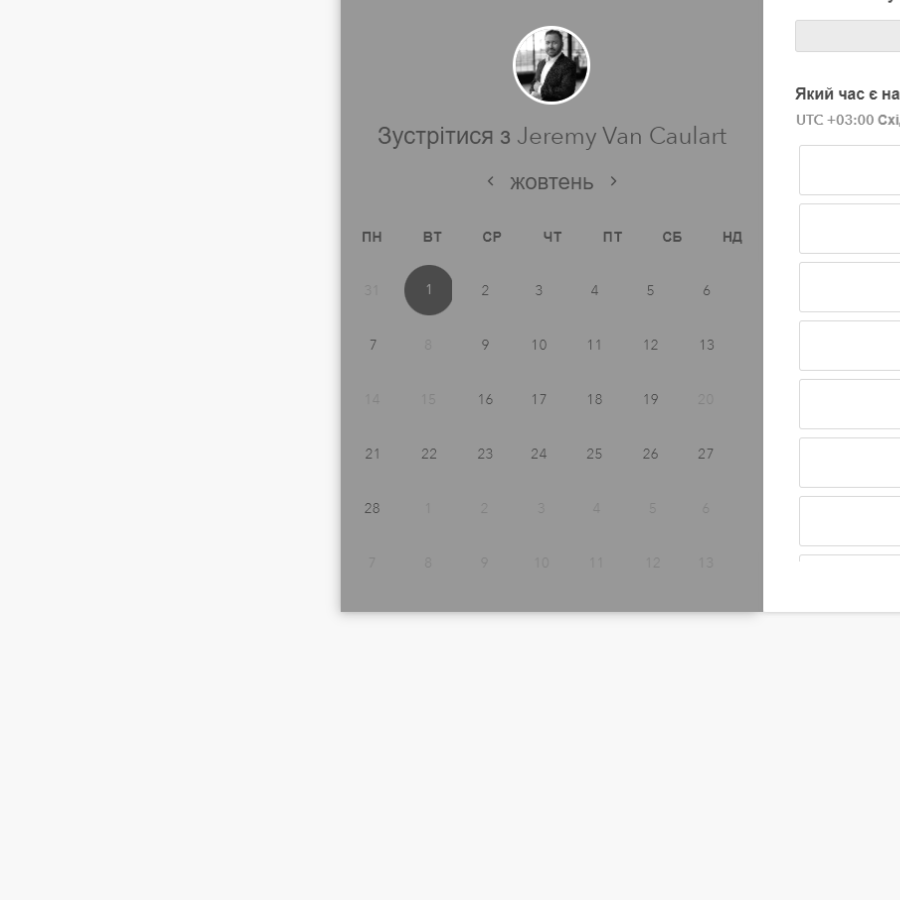 Зустрітися з Jeremy Van Caulart
жовтень
ПН ВТ СР ЧТ ПТ СБ НД
31 1 2 3 4 5 6
7 8 9 10 11 12 13
14 15 16 17 18 19 20
21 22 23 24 25 26 27
28 1 2 3 4 5 6
7 8 9 10 11 12 13
Який час є на
UTC +03:00 Схі